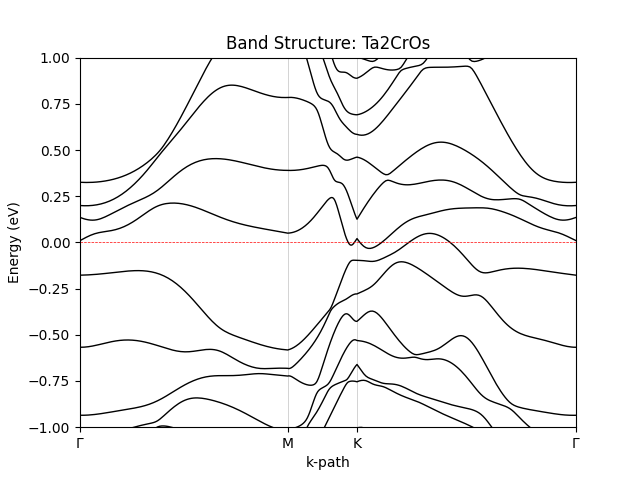 Band Structure: Ta2CrOs
1.00
0.75
0.50
0.25
0.00
−0.25
−0.50
−0.75
−1.00
Energy (eV)
Γ M K Γ
k-path